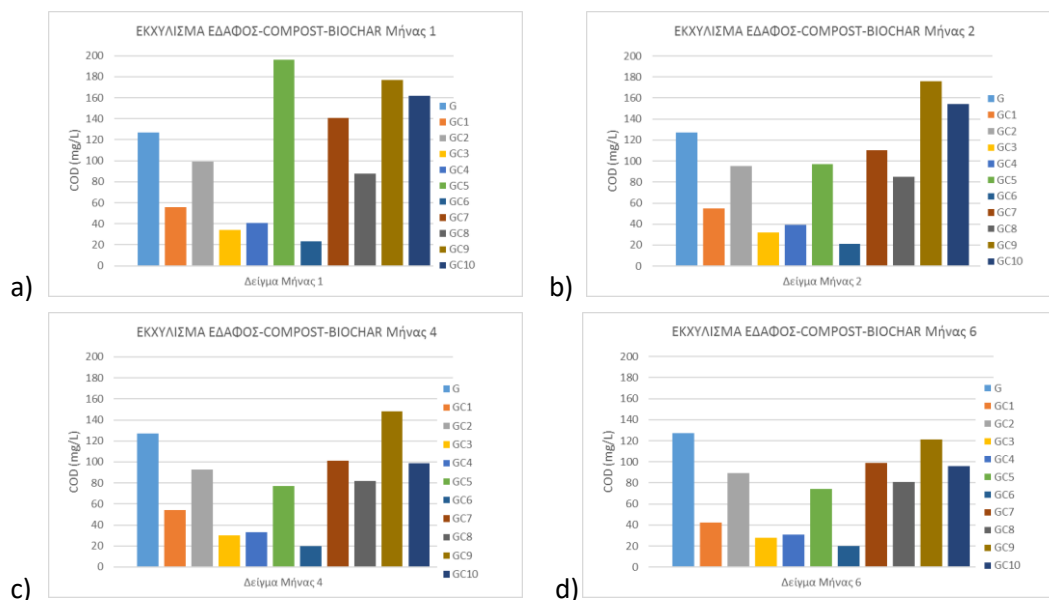 ΕΚΧΥΛΙΣΜΑ ΕΔΑΦΟΣ-COMPOST-BIOCHAR Μήνας 1
COD (mg/L)
200
180
160
140
120
100
80
60
40
20
0
G
GC1
GC2
GC3
GC4
GC5
GC6
GC7
GC8
GC9
GC10
Δείγμα Μήνας 1
a)
ΕΚΧΥΛΙΣΜΑ ΕΔΑΦΟΣ-COMPOST-BIOCHAR Μήνας 2
COD (mg/L)
200
180
160
140
120
100
80
60
40
20
0
G
GC1
GC2
GC3
GC4
GC5
GC6
GC7
GC8
GC9
GC10
Δείγμα Μήνας 2
b)
ΕΚΧΥΛΙΣΜΑ ΕΔΑΦΟΣ-COMPOST-BIOCHAR Μήνας 4
COD (mg/L)
200
180
160
140
120
100
80
60
40
20
0
G
GC1
GC2
GC3
GC4
GC5
GC6
GC7
GC8
GC9
GC10
Δείγμα Μήνας 4
c)
ΕΚΧΥΛΙΣΜΑ ΕΔΑΦΟΣ-COMPOST-BIOCHAR Μήνας 6
COD (mg/L)
200
180
160
140
120
100
80
60
40
20
0
G
GC1
GC2
GC3
GC4
GC5
GC6
GC7
GC8
GC9
GC10
Δείγμα Μήνας 6
d)